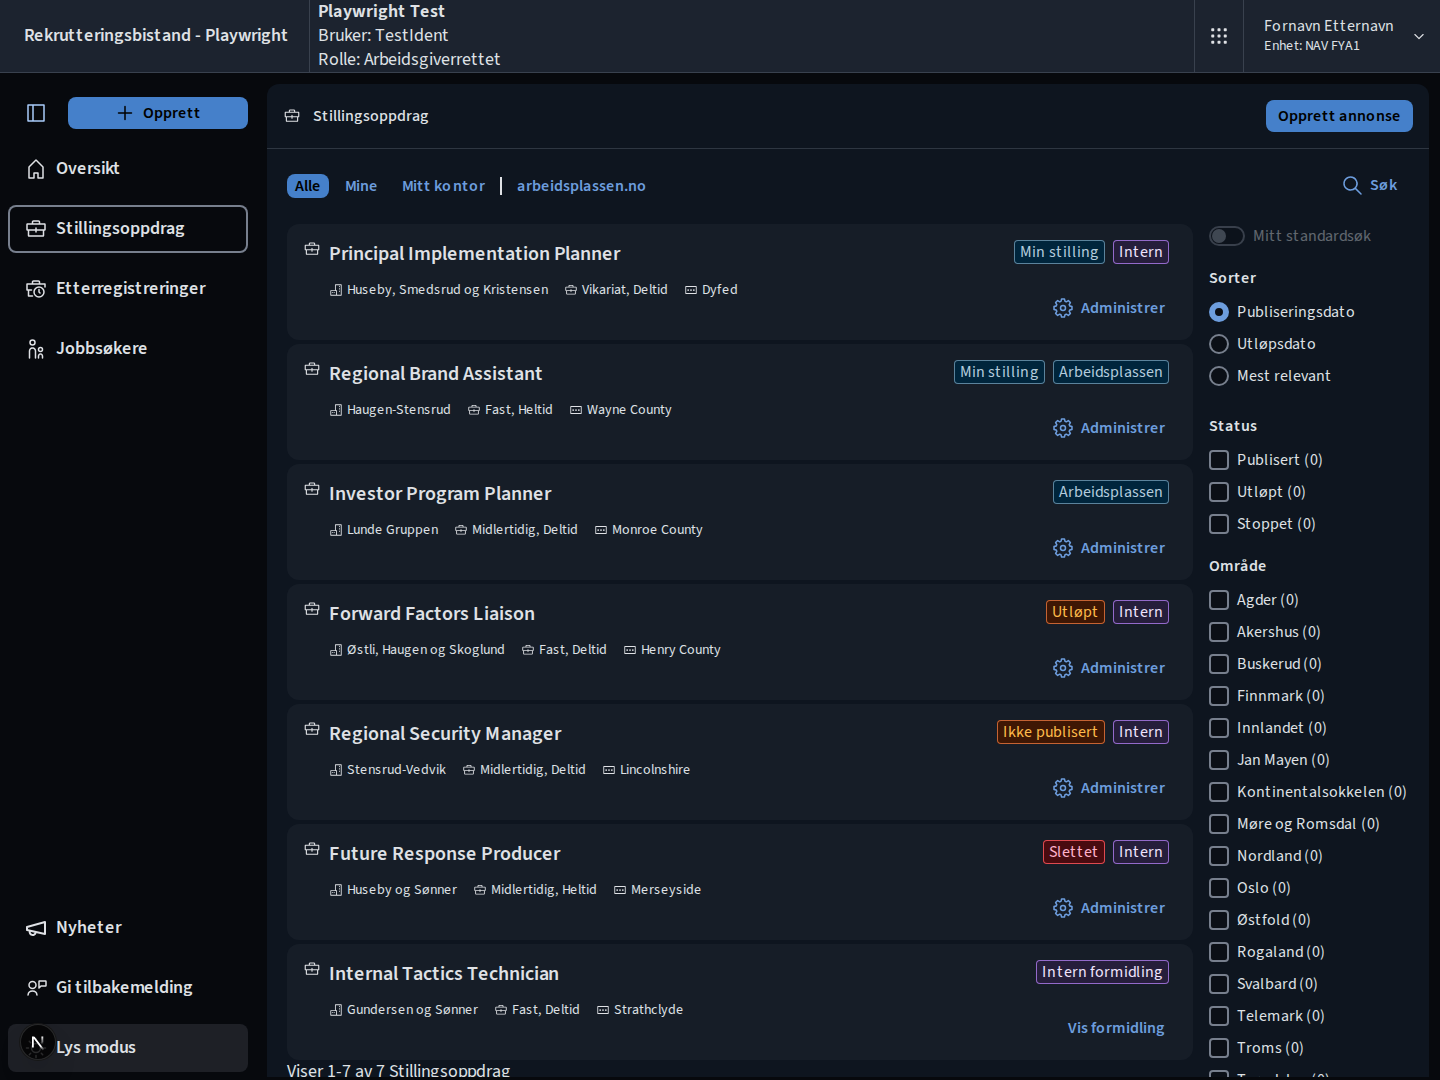 Rekrutteringsbistand - Playwright
Playwright Test
Bruker: TestIdent
Rolle: Arbeidsgiverrettet
Fornavn Etternavn
Enhet: NAV FYA1
Opprett
Oversikt
Stillingsoppdrag
Etterregistreringer
Jobbsøkere
Nyheter
Gi tilbakemelding
N
Lys modus
Stillingsoppdrag
Opprett annonse
Alle Mine Mitt kontor arbeidsplassen.no
Søk
Principal Implementation Planner
Min stilling Intern
Huseby, Smedsrud og Kristensen Vikariat, Deltid Dyfed
Administrer
Regional Brand Assistant
Min stilling Arbeidsplassen
Haugen-Stensrud Fast, Heltid Wayne County
Administrer
Investor Program Planner
Arbeidsplassen
Lunde Gruppen Midlertidig, Deltid Monroe County
Administrer
Forward Factors Liaison
Utløpt Intern
Østli, Haugen og Skoglund Fast, Deltid Henry County
Administrer
Regional Security Manager
Ikke publisert Intern
Stensrud-Vedvik Midlertidig, Deltid Lincolnshire
Administrer
Future Response Producer
Slettet Intern
Huseby og Sønner Midlertidig, Heltid Merseyside
Administrer
Internal Tactics Technician
Intern formidling
Gundersen og Sønner Fast, Deltid Strathclyde
Vis formidling
Viser 1-7 av 7 Stillingsoppdrag
Mitt standardsøk
Sorter
Publiseringsdato
Utløpsdato
Mest relevant
Status
Publisert (0)
Utløpt (0)
Stoppet (0)
Område
Agder (0)
Akershus (0)
Buskerud (0)
Finnmark (0)
Innlandet (0)
Jan Mayen (0)
Kontinentalsokkelen (0)
Møre og Romsdal (0)
Nordland (0)
Oslo (0)
Østfold (0)
Rogaland (0)
Svalbard (0)
Telemark (0)
Troms (0)